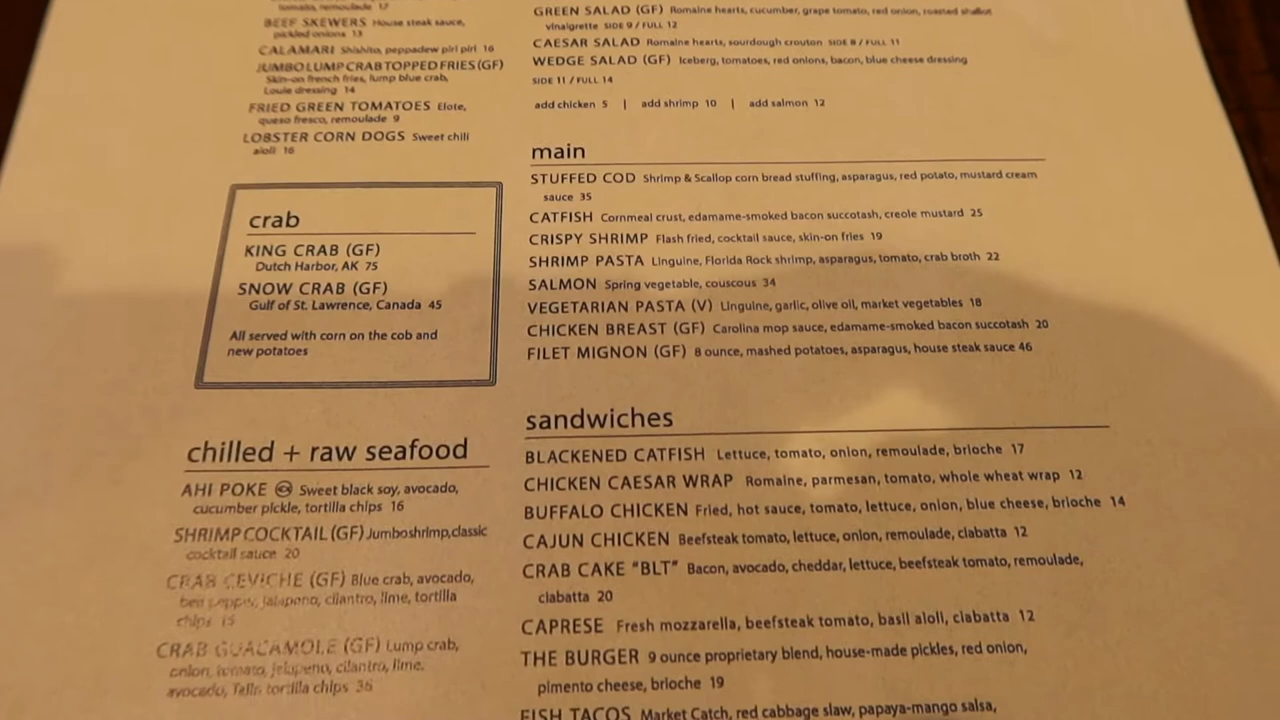 tomato, remoulade 17
BEEF SKEWERS House steak sauce,
pickled onions 13
CALAMARI Shishito, peppadew piri piri 16
JUMBO LUMP CRAB TOPPED FRIES (GF)
Skin-on french fries, lump blue crab,
Louie dressing 14
FRIED GREEN TOMATOES Elote,
queso fresco, remoulade 9
LOBSTER CORN DOGS Sweet chili
aioli 16
crab
KING CRAB (GF)
Dutch Harbor, AK 75
SNOW CRAB (GF)
Gulf of St. Lawrence, Canada 45
All served with corn on the cob and
new potatoes
chilled + raw seafood
AHI POKE Sweet black soy, avocado,
cucumber pickle, tortilla chips 16
SHRIMP COCKTAIL (GF) Jumbo shrimp, classic
cocktail sauce 20
CRAB CEVICHE (GF) Blue crab, avocado,
bell pepper, jalapeno, cilantro, lime, tortilla
chips 15
CRAB GUACAMOLE (GF) Lump crab,
onion, tomato, jalapeno, cilantro, lime,
avocado, Tajin tortilla chips 36
GREEN SALAD (GF) Romaine hearts, cucumber, grape tomato, red onion, roasted shallot
vinaigrette SIDE 9 / FULL 12
CAESAR SALAD Romaine hearts, sourdough crouton SIDE 8 / FULL 11
WEDGE SALAD (GF) Iceberg, tomatoes, red onions, bacon, blue cheese dressing
SIDE 11 / FULL 14
add chicken 5 | add shrimp 10 | add salmon 12
main
STUFFED COD Shrimp & Scallop corn bread stuffing, asparagus, red potato, mustard cream
sauce 35
CATFISH Cornmeal crust, edamame-smoked bacon succotash, creole mustard 25
CRISPY SHRIMP Flash fried, cocktail sauce, skin-on fries 19
SHRIMP PASTA Linguine, Florida Rock shrimp, asparagus, tomato, crab broth 22
SALMON Spring vegetable, couscous 34
VEGETARIAN PASTA (V) Linguine, garlic, olive oil, market vegetables 18
CHICKEN BREAST (GF) Carolina mop sauce, edamame-smoked bacon succotash 20
FILET MIGNON (GF) 8 ounce, mashed potatoes, asparagus, house steak sauce 46
sandwiches
BLACKENED CATFISH Lettuce, tomato, onion, remoulade, brioche 17
CHICKEN CAESAR WRAP Romaine, parmesan, tomato, whole wheat wrap 12
BUFFALO CHICKEN Fried, hot sauce, tomato, lettuce, onion, blue cheese, brioche 14
CAJUN CHICKEN Beefsteak tomato, lettuce, onion, remoulade, ciabatta 12
CRAB CAKE "BLT" Bacon, avocado, cheddar, lettuce, beefsteak tomato, remoulade,
ciabatta 20
CAPRESE Fresh mozzarella, beefsteak tomato, basil aioli, ciabatta 12
THE BURGER 9 ounce proprietary blend, house-made pickles, red onion,
pimento cheese, brioche 19
FISH TACOS Market Catch, red cabbage slaw, papaya-mango salsa,